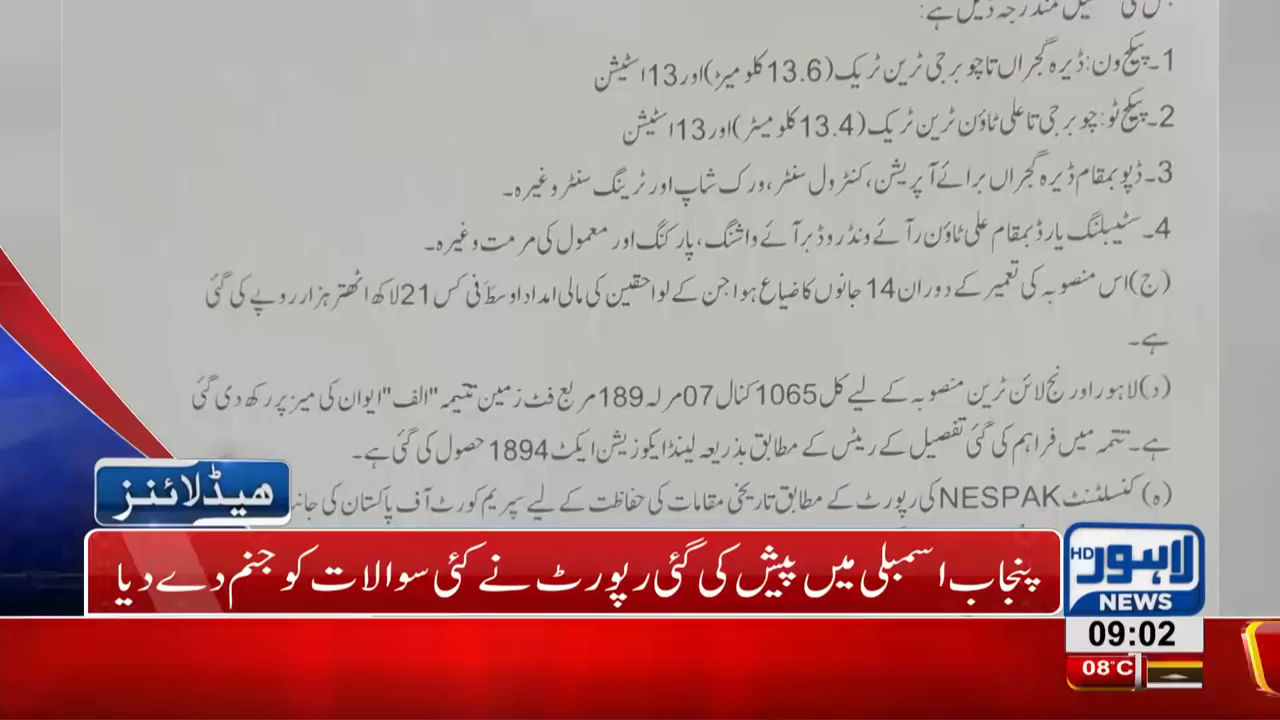 جس کی تفصیل مندرجہ ذیل ہے:
1۔پیکج ون: ڈیرہ گجراں تا چوبرجی ٹرین ٹریک (13.6 کلو میٹر) اور 13 اسٹیشن
2۔پیکج ٹو: چوبرجی تا علی ٹاؤن ٹرین ٹریک (13.4 کلو میٹر) اور 13 اسٹیشن
3۔ڈپو بمقام ڈیرہ گجراں برائے آپریشن، کنٹرول سنٹر، ورک شاپ اور ٹریننگ سنٹر وغیرہ۔
4۔سٹیبلنگ یارڈ بمقام علی ٹاؤن رائے ونڈ روڈ برائے واشنگ، پارکنگ اور معمول کی مرمت وغیرہ۔
(ج) اس منصوبہ کی تعمیر کے دوران 14 جانوں کا ضیاع ہوا جن کے لواحقین کی مالی امداد اوسطً فی کس 21 لاکھ اٹھتر ہزار روپے کی گئی
ہے۔
(د) لاہور اورنج لائن ٹرین منصوبہ کے لیے کل 1065 کنال 07 مرلہ 189 مربع فٹ زمین تتیمہ "الف" ایوان کی میز پر رکھ دی گئی
ہے۔ تتمہ میں فراہم کی گئی تفصیل کے ریٹس کے مطابق بذریعہ لینڈ ایکوزیشن ایکٹ 1894 حصول کی گئی ہے۔
(ہ) کنسلٹنٹ NESPAK کی رپورٹ کے مطابق تاریخی مقامات کی حفاظت کے لیے سپریم کورٹ آف پاکستان کی
ہیڈلائنز
پنجاب اسمبلی میں پیش کی گئی رپورٹ نے کئی سوالات کو جنم دے دیا
لاہور HD
NEWS
09:02
08°C